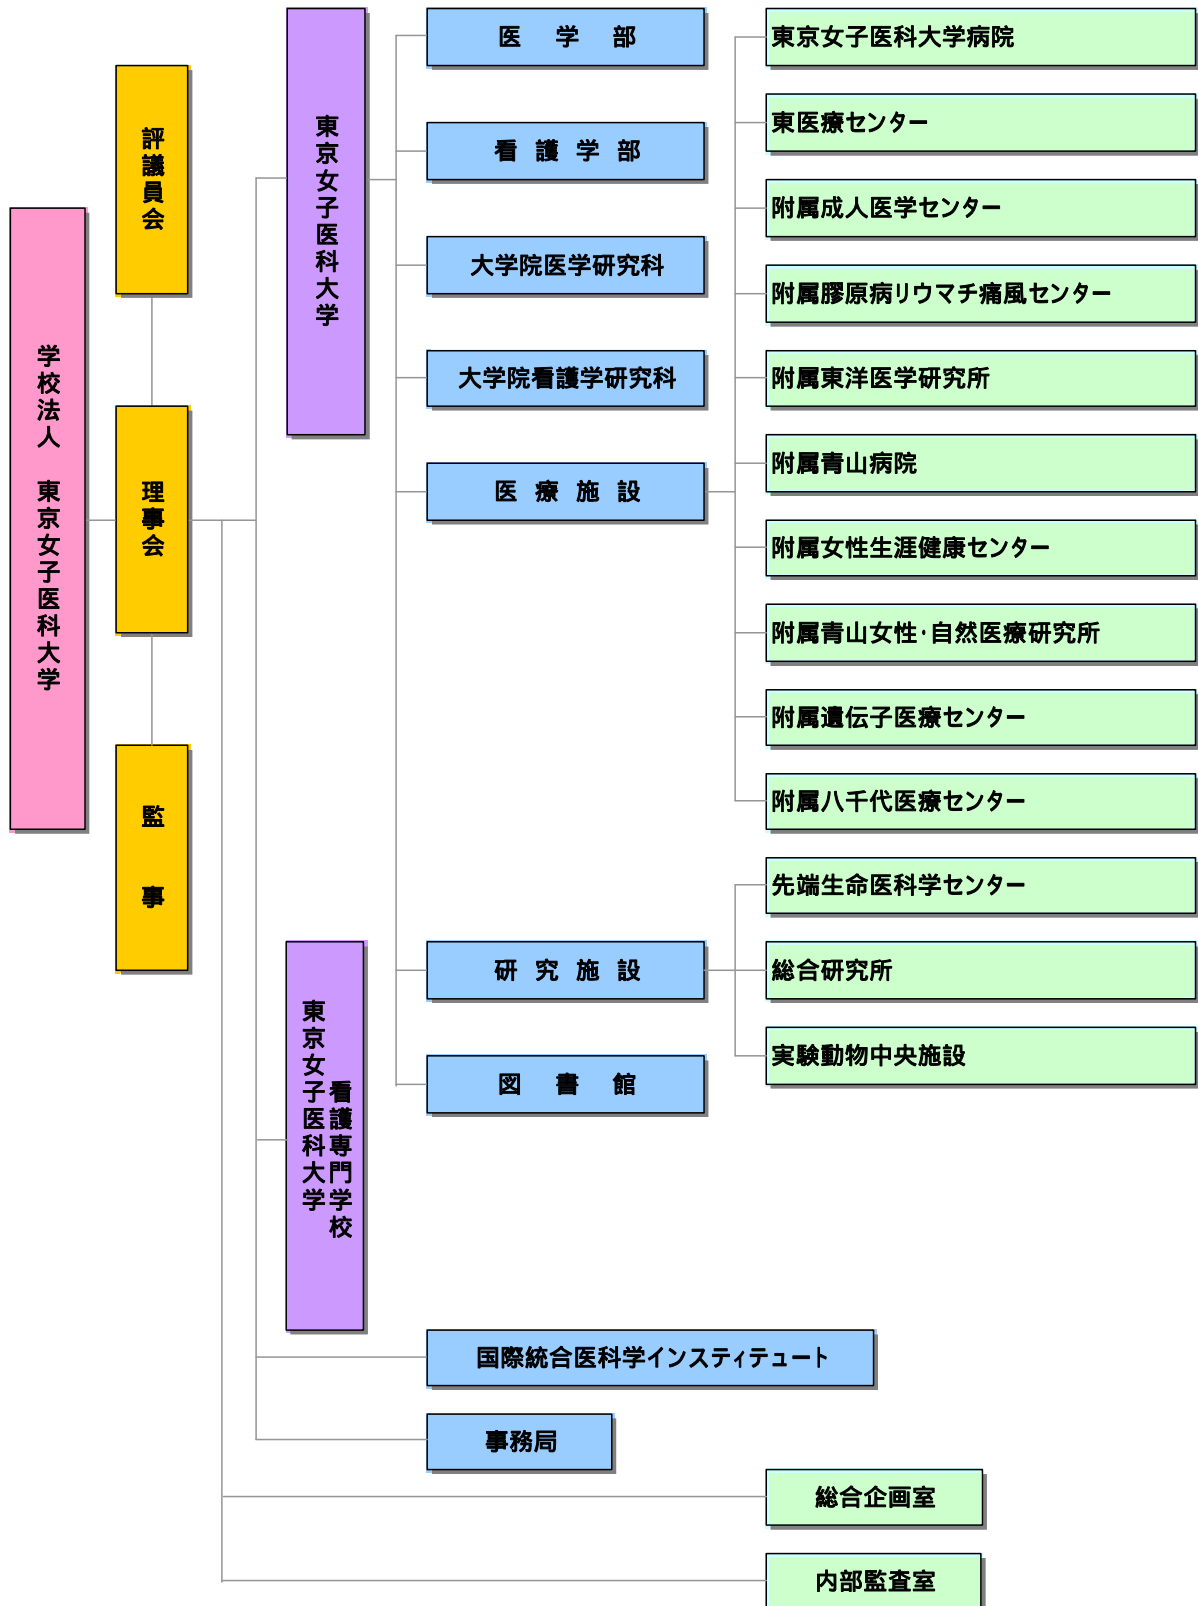 学校法人　東京女子医科大学
評議員会
理事会
監　事
東京女子医科大学
医　学　部
看 護 学 部
大学院医学研究科
大学院看護学研究科
医 療 施 設
東京女子医科大学病院
東医療センター
附属成人医学センター
附属膠原病リウマチ痛風センター
附属東洋医学研究所
附属青山病院
附属女性生涯健康センター
附属青山女性・自然医療研究所
附属遺伝子医療センター
附属八千代医療センター
研 究 施 設
先端生命医科学センター
総合研究所
実験動物中央施設
図　書　館
東京女子医科大学
看護専門学校
国際統合医科学インスティテュート
事務局
総合企画室
内部監査室